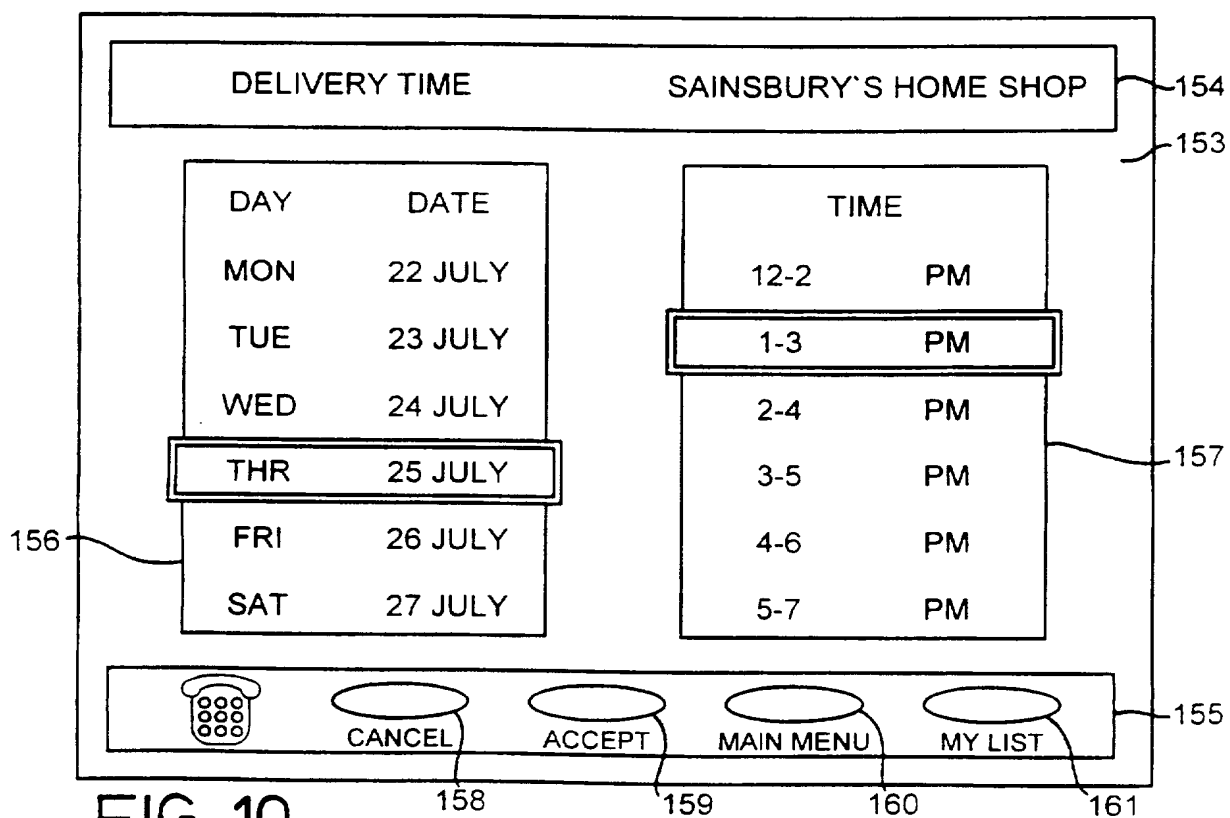 DELIVERY TIME SAINSBURY`S HOME SHOP
154
153
DAY DATE
MON 22 JULY
TUE 23 JULY
WED 24 JULY
THR 25 JULY
FRI 26 JULY
SAT 27 JULY
156
TIME
12-2 PM
1-3 PM
2-4 PM
3-5 PM
4-6 PM
5-7 PM
157
CANCEL ACCEPT MAIN MENU MY LIST
155
158 159 160 161
FIG. 10